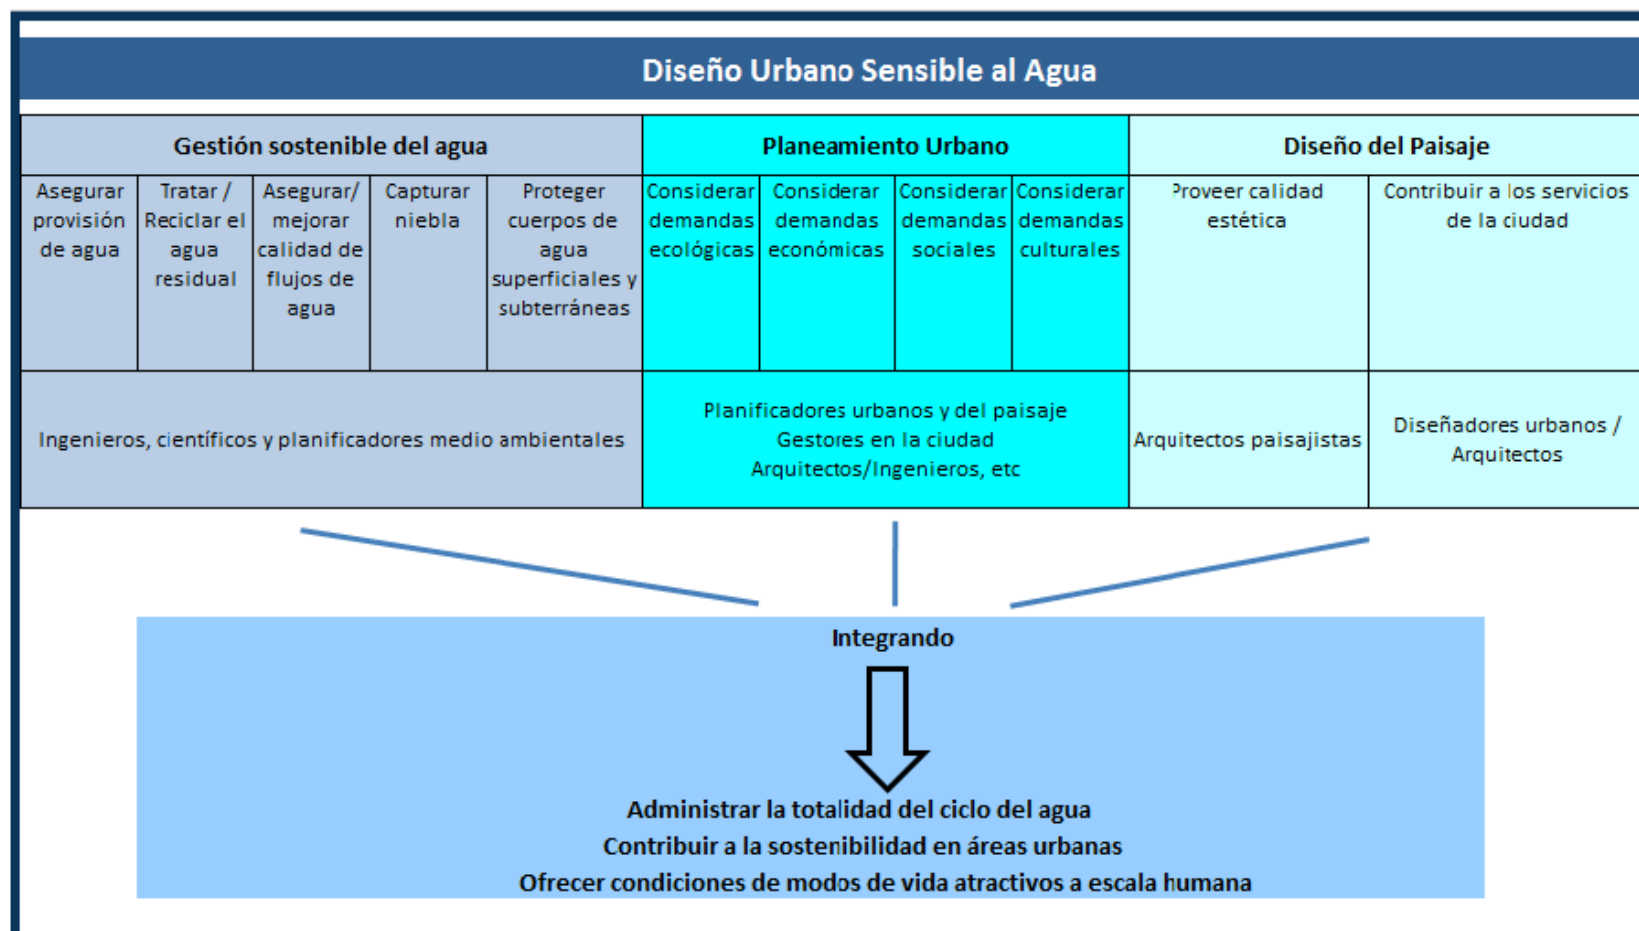 Diseño Urbano Sensible al Agua
Gestión sostenible del agua
Planeamiento Urbano
Diseño del Paisaje
Asegurar
provisión
de agua
Tratar /
Reciclar el
agua
residual
Asegurar/
mejorar
calidad de
flujos de
agua
Capturar
niebla
Proteger
cuerpos de
agua
superficiales y
subterráneas
Considerar
demandas
ecológicas
Considerar
demandas
económicas
Considerar
demandas
sociales
Considerar
demandas
culturales
Proveer calidad
estética
Contribuir a los servicios
de la ciudad
Ingenieros, científicos y planificadores medio ambientales
Planificadores urbanos y del paisaje
Gestores en la ciudad
Arquitectos/Ingenieros, etc
Arquitectos paisajistas
Diseñadores urbanos /
Arquitectos
Integrando
Administrar la totalidad del ciclo del agua
Contribuir a la sostenibilidad en áreas urbanas
Ofrecer condiciones de modos de vida atractivos a escala humana